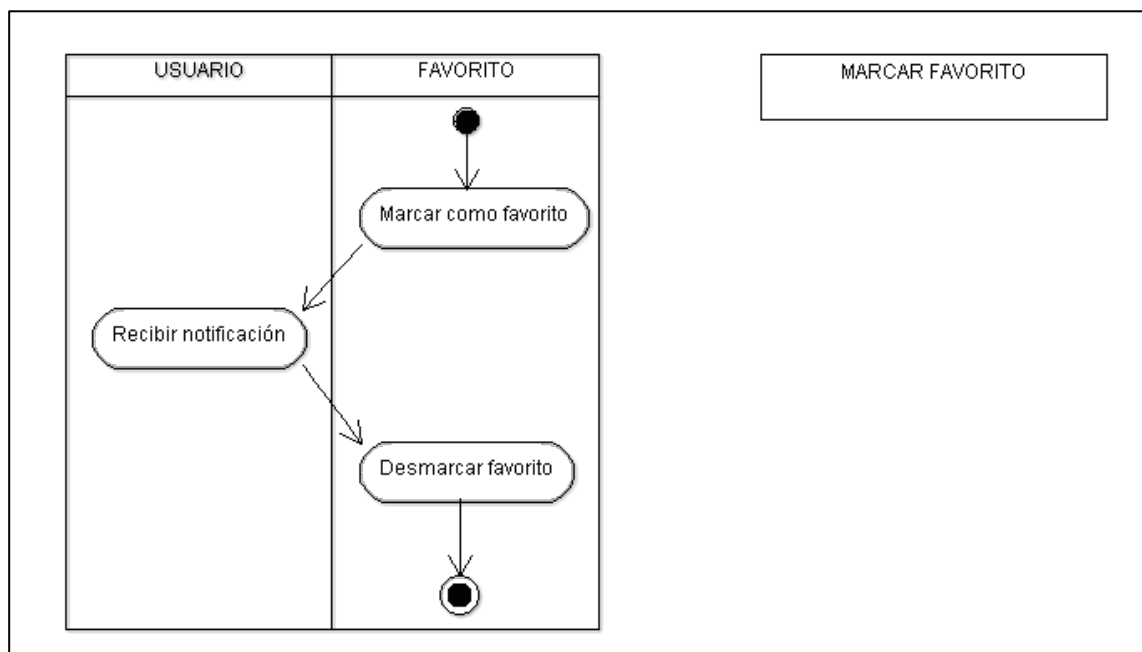 USUARIO
FAVORITO
MARCAR FAVORITO
Marcar como favorito
Recibir notificación
Desmarcar favorito